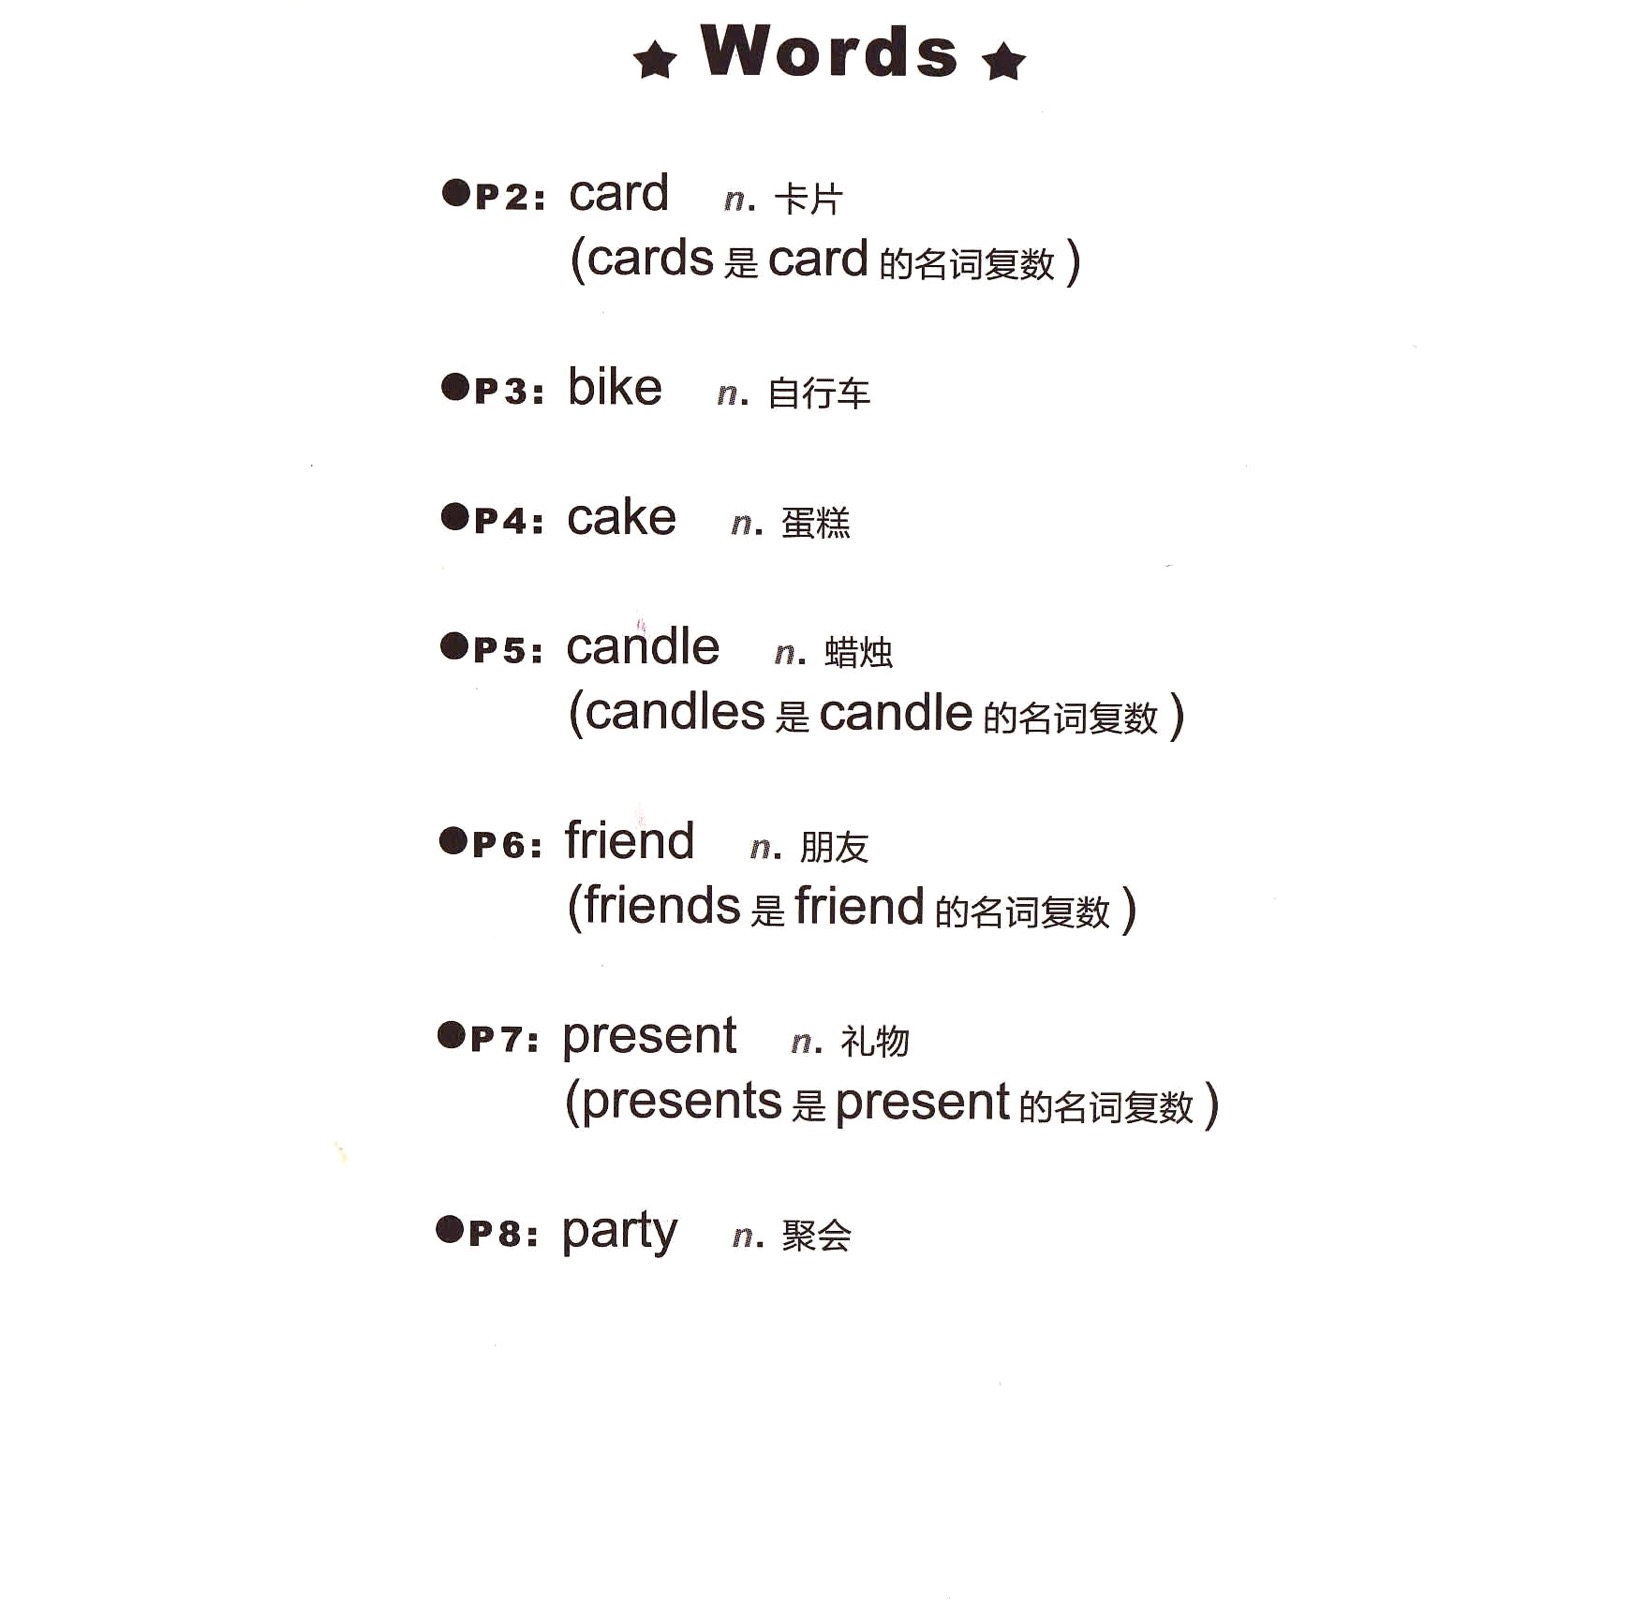 ★ Words ★
●P2: card n. 卡片
(cards 是 card 的名词复数)
●P3: bike n. 自行车
●P4: cake n. 蛋糕
●P5: candle n. 蜡烛
(candles 是 candle 的名词复数)
●P6: friend n. 朋友
(friends 是 friend 的名词复数)
●P7: present n. 礼物
(presents 是 present 的名词复数)
●P8: party n. 聚会